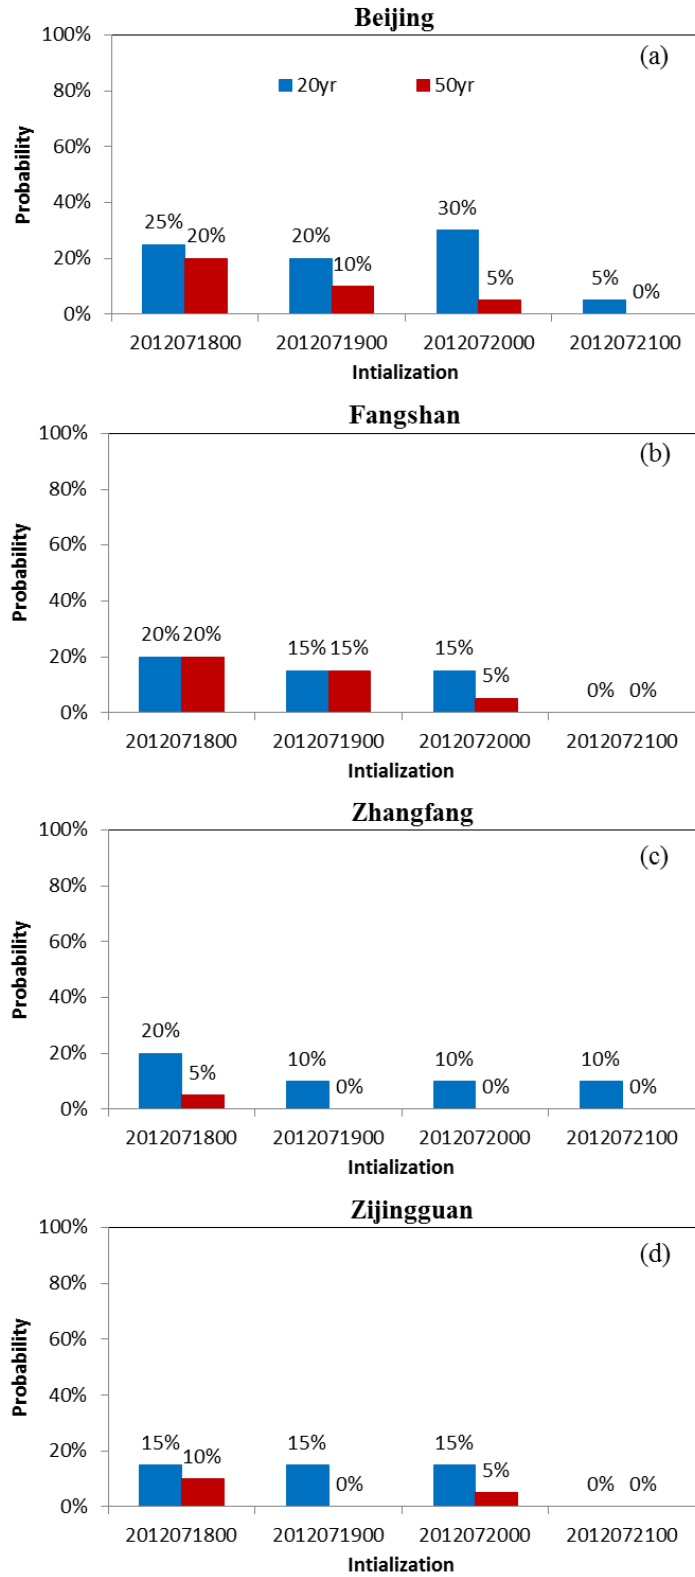 Beijing
(a)
20yr 50yr
100%
80%
60%
40%
20%
0%
Probability
25% 20% 20% 10% 30% 5% 5% 0%
2012071800 2012071900 2012072000 2012072100
Intialization
Fangshan
(b)
100%
80%
60%
40%
20%
0%
Probability
20% 20% 15% 15% 15% 5% 0% 0%
2012071800 2012071900 2012072000 2012072100
Intialization
Zhangfang
(c)
100%
80%
60%
40%
20%
0%
Probability
20% 5% 10% 0% 10% 0% 10% 0%
2012071800 2012071900 2012072000 2012072100
Intialization
Zijingguan
(d)
100%
80%
60%
40%
20%
0%
Probability
15% 10% 15% 0% 15% 5% 0% 0%
2012071800 2012071900 2012072000 2012072100
Intialization